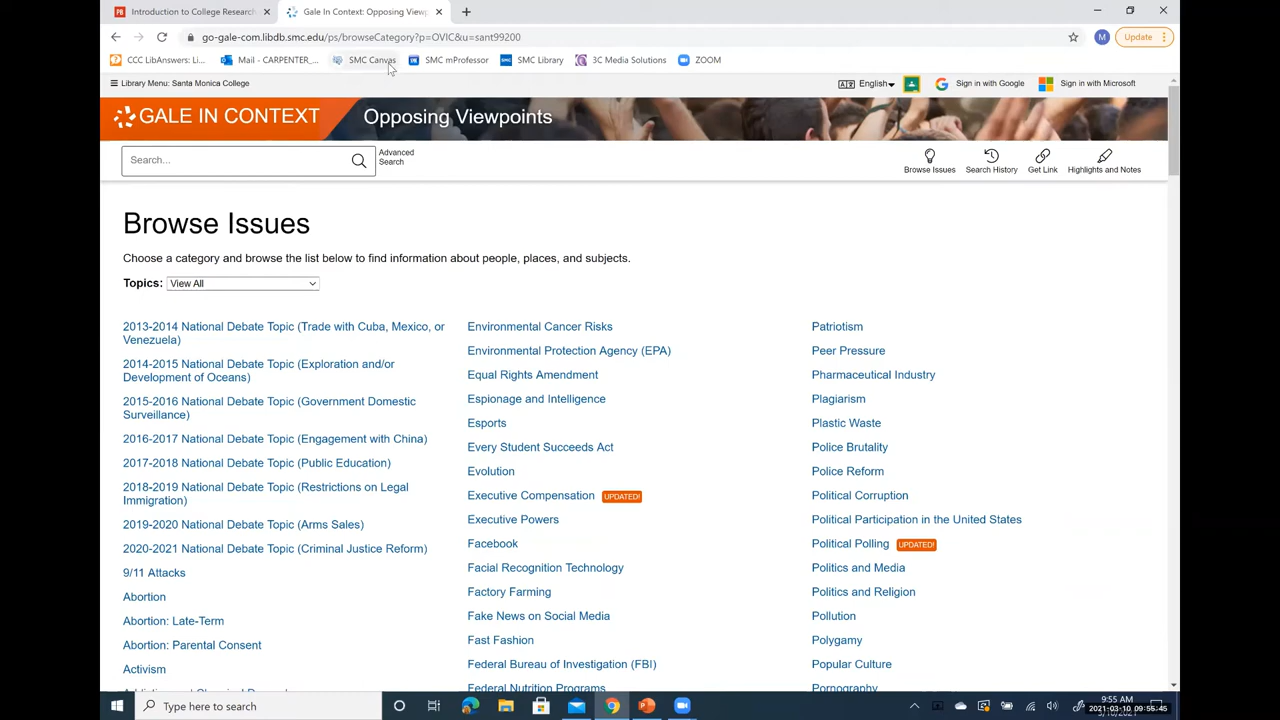 Introduction to College Research
Gale In Context: Opposing Viewp
go-gale-com.libdb.smc.edu/ps/browseCategory?p=OVIC&u=sant99200
M
Update
CCC LibAnswers: Li...
Mail - CARPENTER_...
SMC Canvas
SMC mProfessor
SMC Library
3C Media Solutions
ZOOM
Library Menu: Santa Monica College
English
Sign in with Google
Sign in with Microsoft
GALE IN CONTEXT
Opposing Viewpoints
Search...
Advanced
Search
Browse Issues
Search History
Get Link
Highlights and Notes
Browse Issues
Choose a category and browse the list below to find information about people, places, and subjects.
Topics: View All
2013-2014 National Debate Topic (Trade with Cuba, Mexico, or
Venezuela)
2014-2015 National Debate Topic (Exploration and/or
Development of Oceans)
2015-2016 National Debate Topic (Government Domestic
Surveillance)
2016-2017 National Debate Topic (Engagement with China)
2017-2018 National Debate Topic (Public Education)
2018-2019 National Debate Topic (Restrictions on Legal
Immigration)
2019-2020 National Debate Topic (Arms Sales)
2020-2021 National Debate Topic (Criminal Justice Reform)
9/11 Attacks
Abortion
Abortion: Late-Term
Abortion: Parental Consent
Activism
Environmental Cancer Risks
Environmental Protection Agency (EPA)
Equal Rights Amendment
Espionage and Intelligence
Esports
Every Student Succeeds Act
Evolution
Executive Compensation UPDATED!
Executive Powers
Facebook
Facial Recognition Technology
Factory Farming
Fake News on Social Media
Fast Fashion
Federal Bureau of Investigation (FBI)
Federal Nutrition Programs
Patriotism
Peer Pressure
Pharmaceutical Industry
Plagiarism
Plastic Waste
Police Brutality
Police Reform
Political Corruption
Political Participation in the United States
Political Polling UPDATED!
Politics and Media
Politics and Religion
Pollution
Polygamy
Popular Culture
Pornography
Type here to search
9:55 AM
2021-03-10 09:55:45